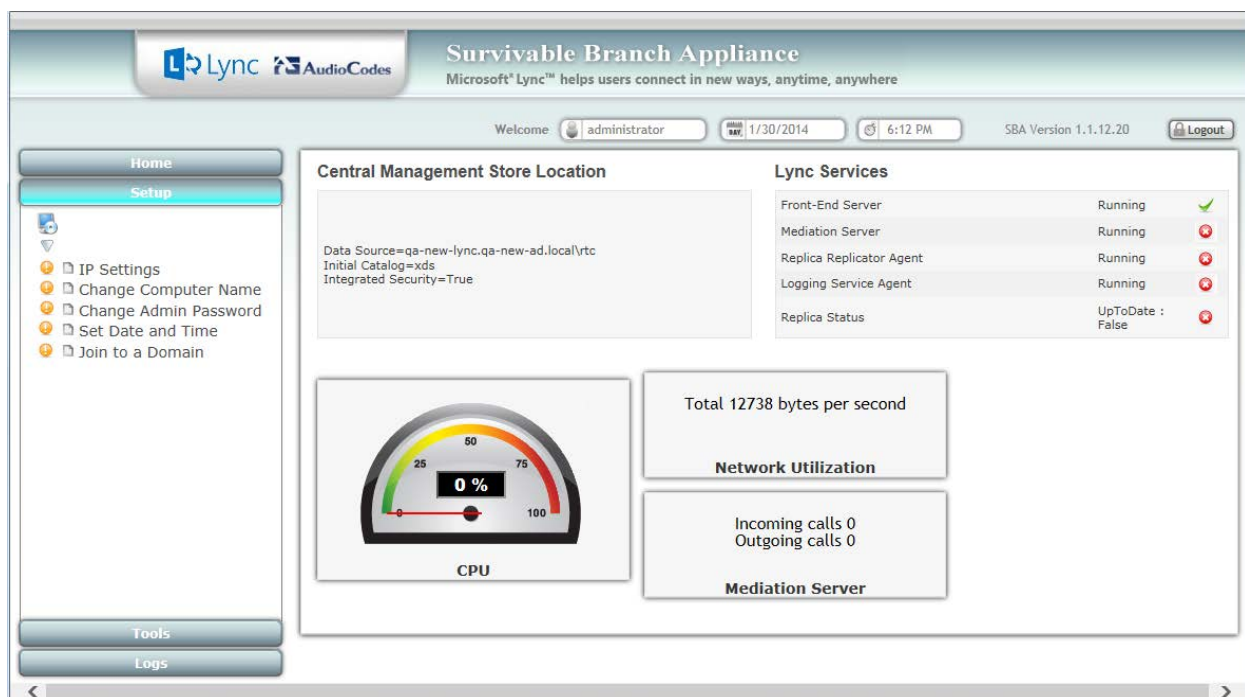 Lync AudioCodes
Survivable Branch Appliance
Microsoft® Lync™ helps users connect in new ways, anytime, anywhere
Welcome administrator DAY 1/30/2014 6:12 PM SBA Version 1.1.12.20 Logout
Home
Setup
IP Settings
Change Computer Name
Change Admin Password
Set Date and Time
Join to a Domain
Tools
Logs
Central Management Store Location
Data Source=qa-new-lync.qa-new-ad.local\rtc
Initial Catalog=xds
Integrated Security=True
Lync Services
Front-End Server Running
Mediation Server Running
Replica Replicator Agent Running
Logging Service Agent Running
Replica Status UpToDate :
False
50
25 75
0 %
0 100
CPU
Total 12738 bytes per second
Network Utilization
Incoming calls 0
Outgoing calls 0
Mediation Server